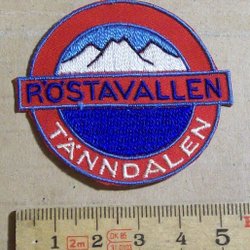 RÖSTAVALLEN
TÄNNDALEN
1 2m 2 3 4 5